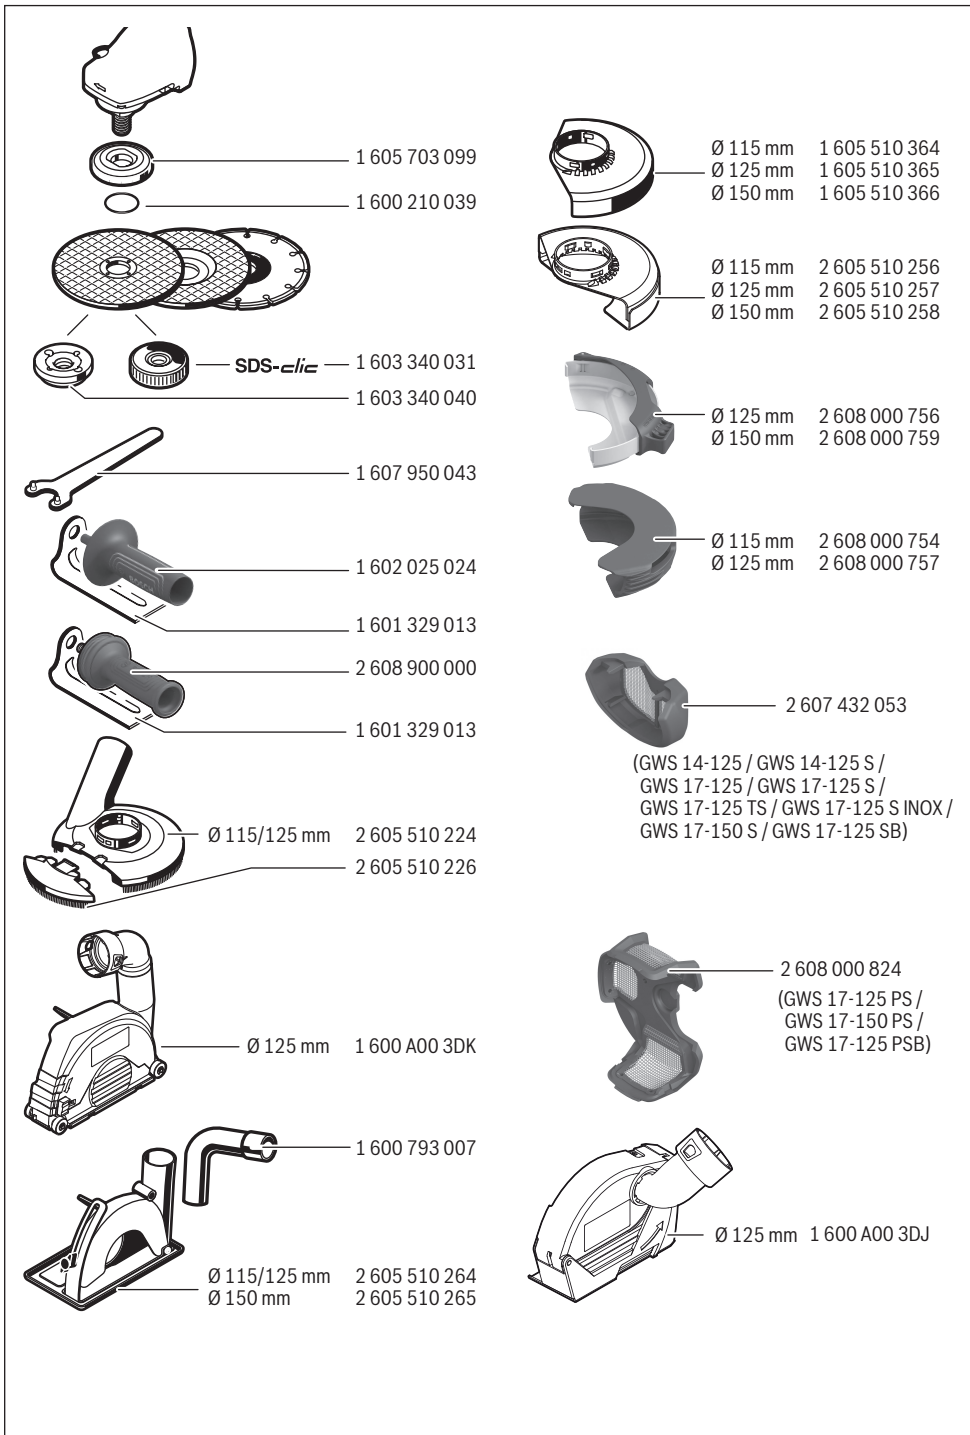 1 605 703 099
1 600 210 039
SDS-clic 1 603 340 031
1 603 340 040
1 607 950 043
BOSCH
1 602 025 024
1 601 329 013
2 608 900 000
1 601 329 013
Ø 115/125 mm 2 605 510 224
2 605 510 226
Ø 125 mm 1 600 A00 3DK
1 600 793 007
Ø 115/125 mm 2 605 510 264
Ø 150 mm 2 605 510 265
Ø 115 mm 1 605 510 364
Ø 125 mm 1 605 510 365
Ø 150 mm 1 605 510 366
Ø 115 mm 2 605 510 256
Ø 125 mm 2 605 510 257
Ø 150 mm 2 605 510 258
Ø 125 mm 2 608 000 756
Ø 150 mm 2 608 000 759
Ø 115 mm 2 608 000 754
Ø 125 mm 2 608 000 757
2 607 432 053
(GWS 14-125 / GWS 14-125 S /
GWS 17-125 / GWS 17-125 S /
GWS 17-125 TS / GWS 17-125 S INOX /
GWS 17-150 S / GWS 17-125 SB)
2 608 000 824
(GWS 17-125 PS /
GWS 17-150 PS /
GWS 17-125 PSB)
Ø 125 mm 1 600 A00 3DJ